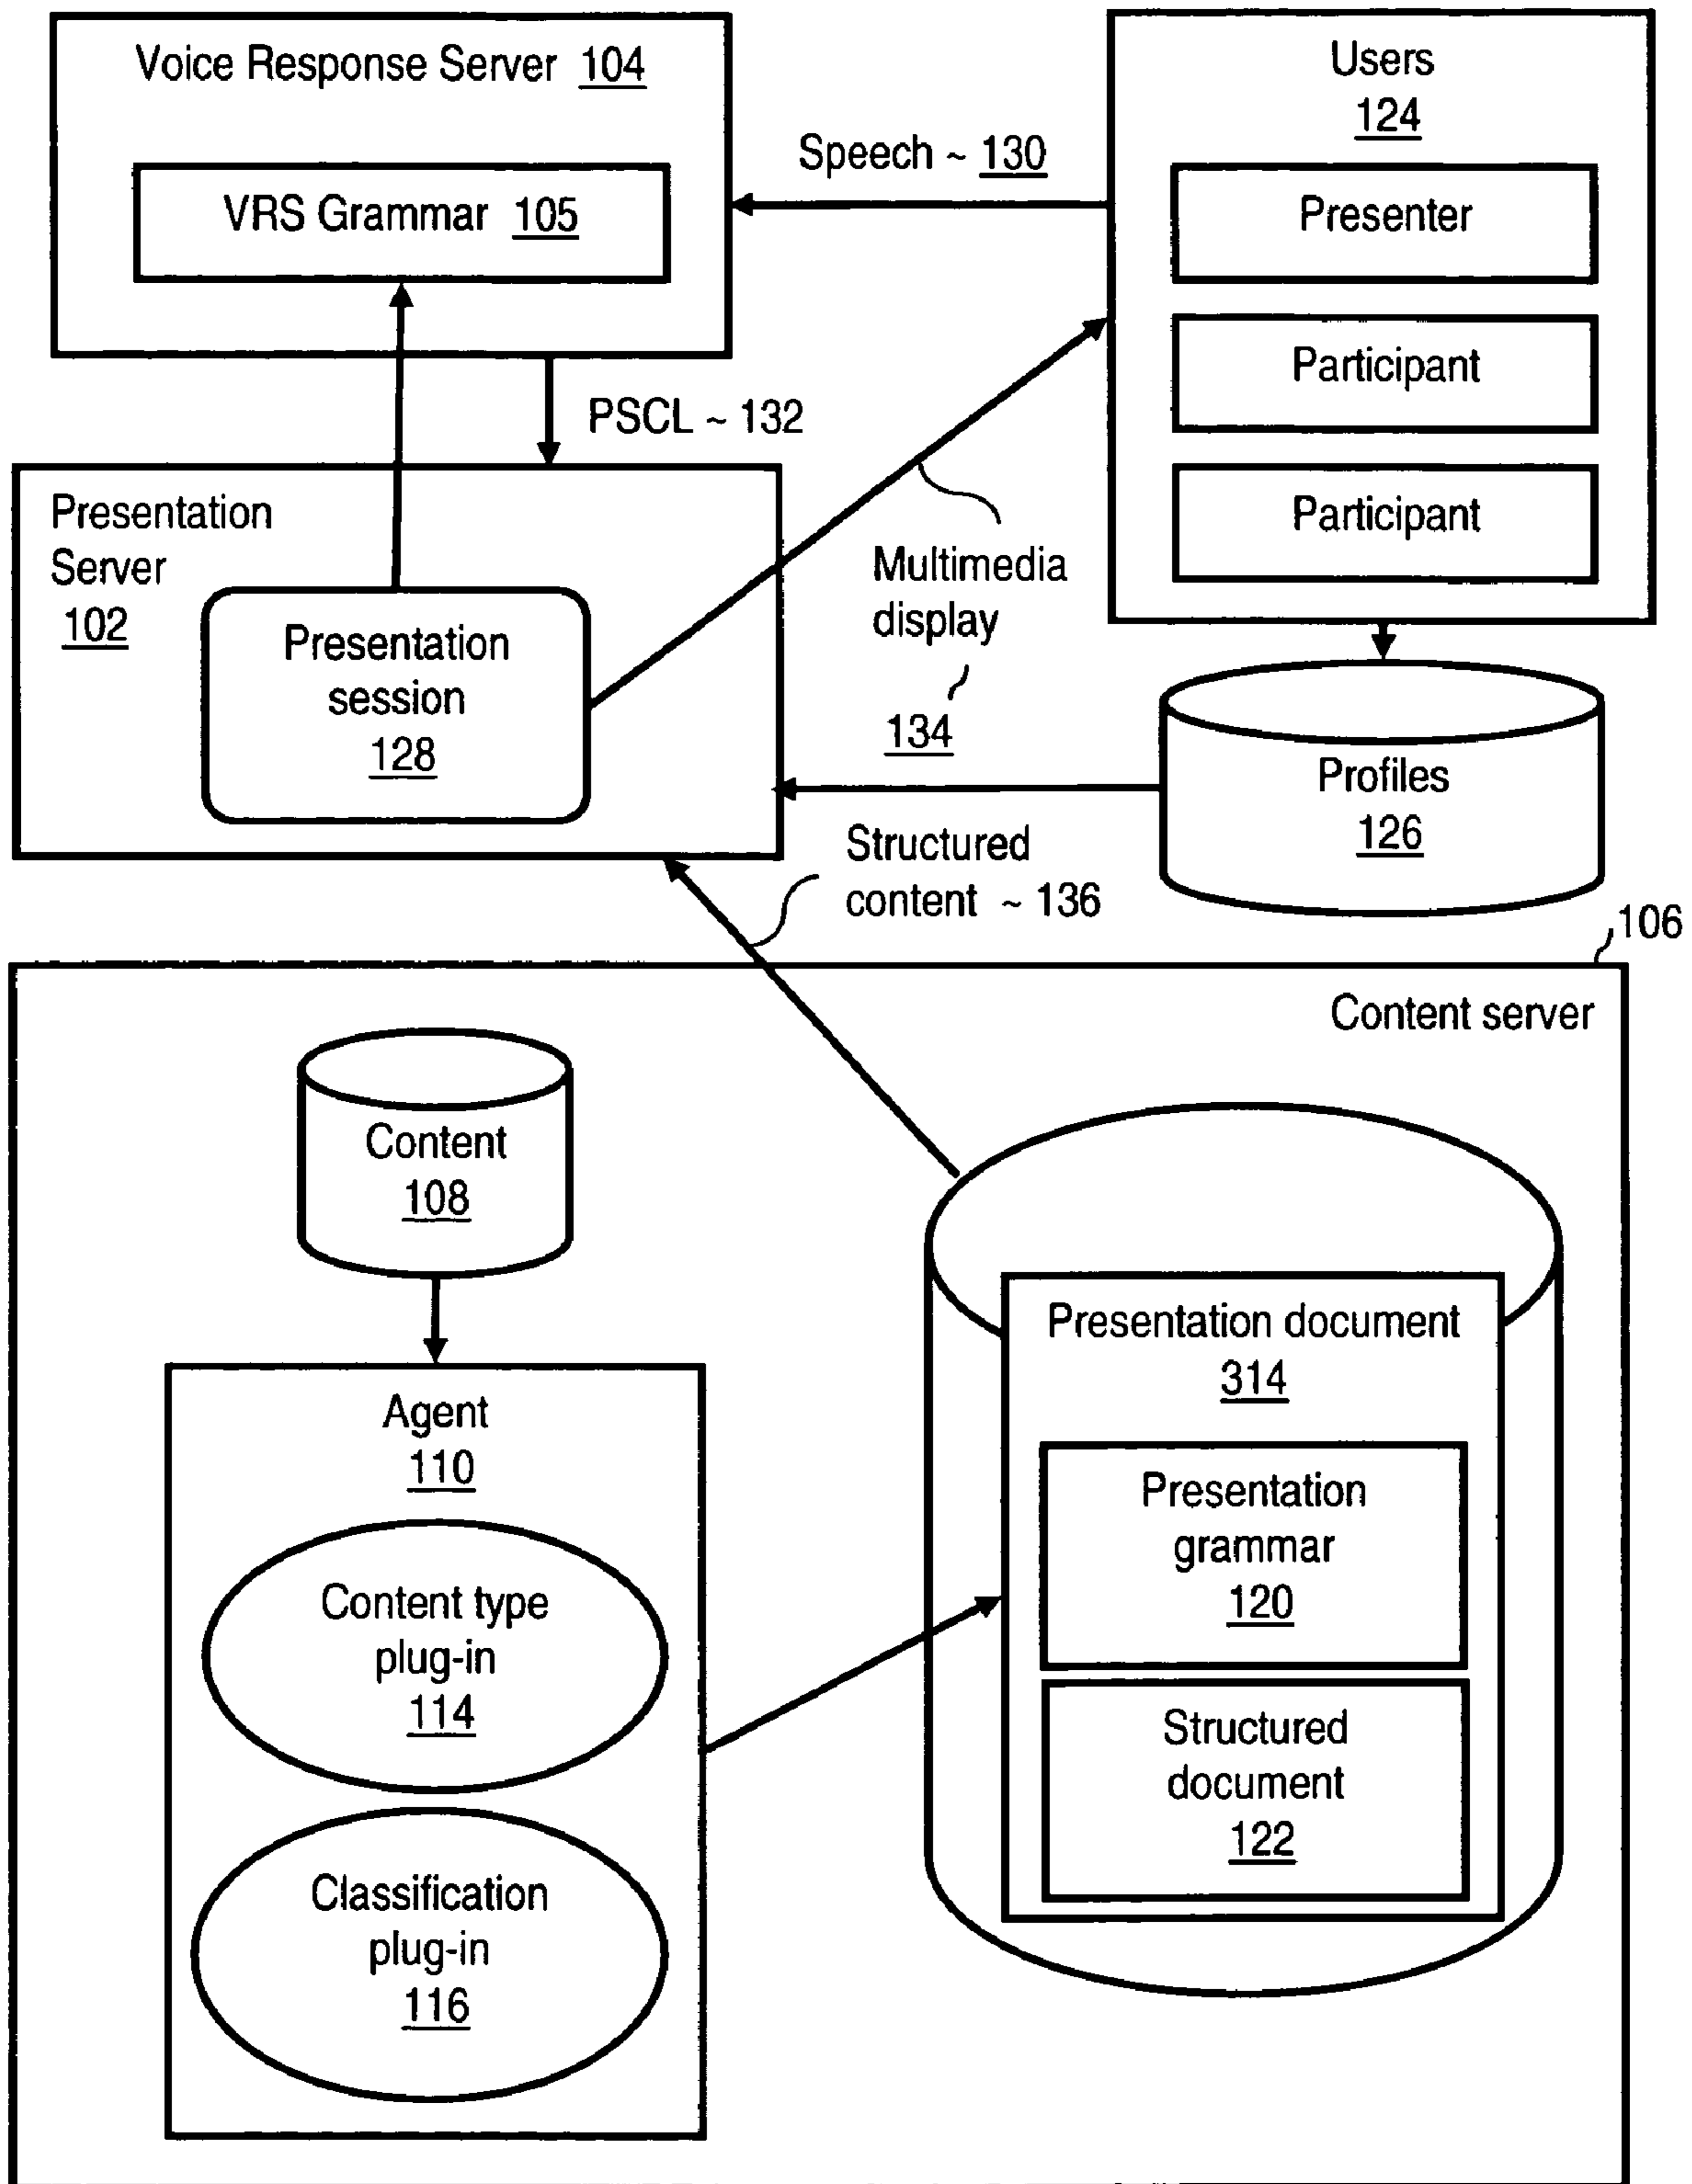 Voice Response Server 104
VRS Grammar 105
Speech ~ 130
Users
124
Presenter
Participant
Participant
PSCL ~ 132
Presentation
Server
102
Presentation
session
128
Multimedia
display
134
Profiles
126
Structured
content ~ 136
106
Content server
Content
108
Agent
110
Content type
plug-in
114
Classification
plug-in
116
Presentation document
314
Presentation
grammar
120
Structured
document
122